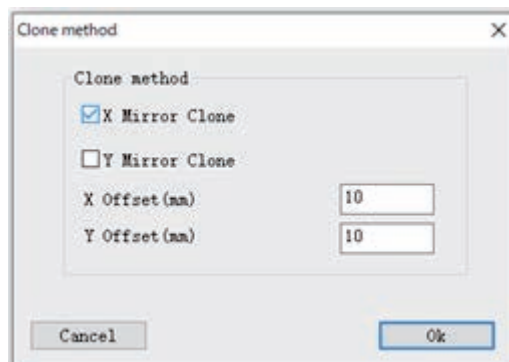 Clone method
Clone method
X Mirror Clone
Y Mirror Clone
X Offset(mm) 10
Y Offset(mm) 10
Cancel Ok